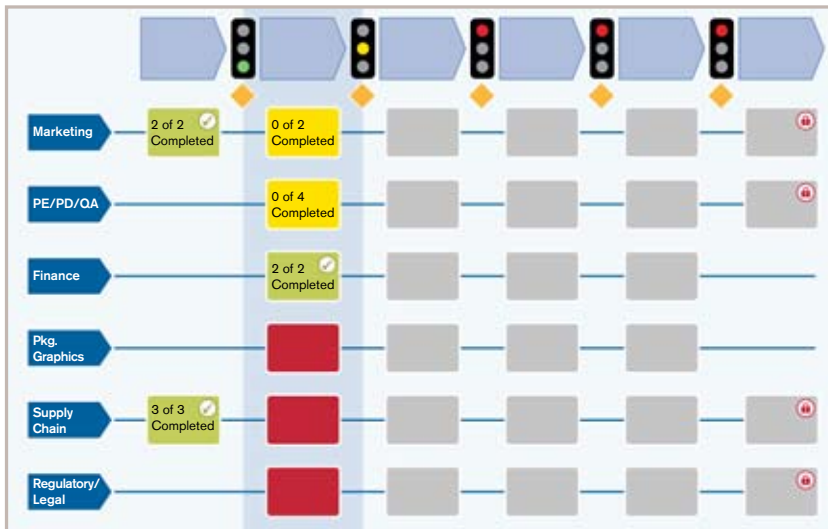 Marketing
2 of 2
Completed
0 of 2
Completed
PE/PD/QA
0 of 4
Completed
Finance
2 of 2
Completed
Pkg.
Graphics
Supply
Chain
3 of 3
Completed
Regulatory/
Legal